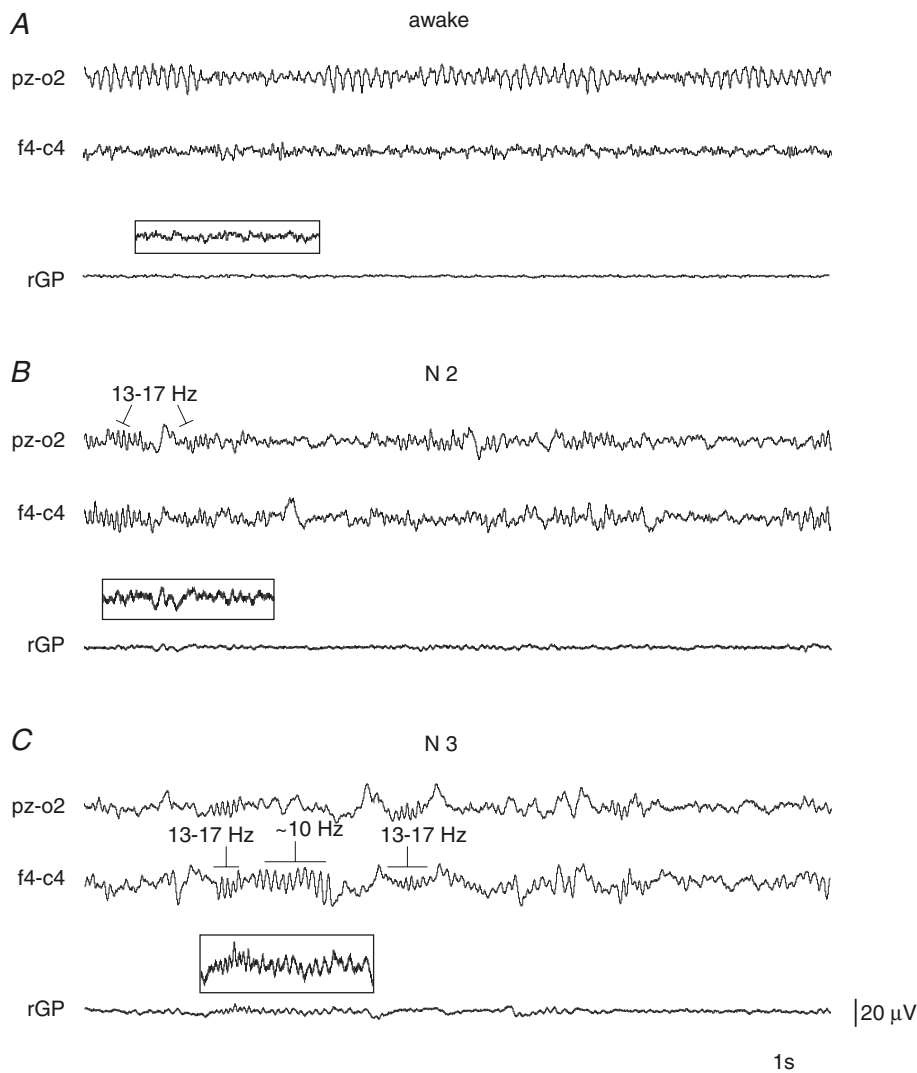 A
awake
pz-o2
f4-c4
rGP
B
N 2
13-17 Hz
pz-o2
f4-c4
rGP
C
N 3
pz-o2
13-17 Hz
~10 Hz
13-17 Hz
f4-c4
rGP
20 µV
1s